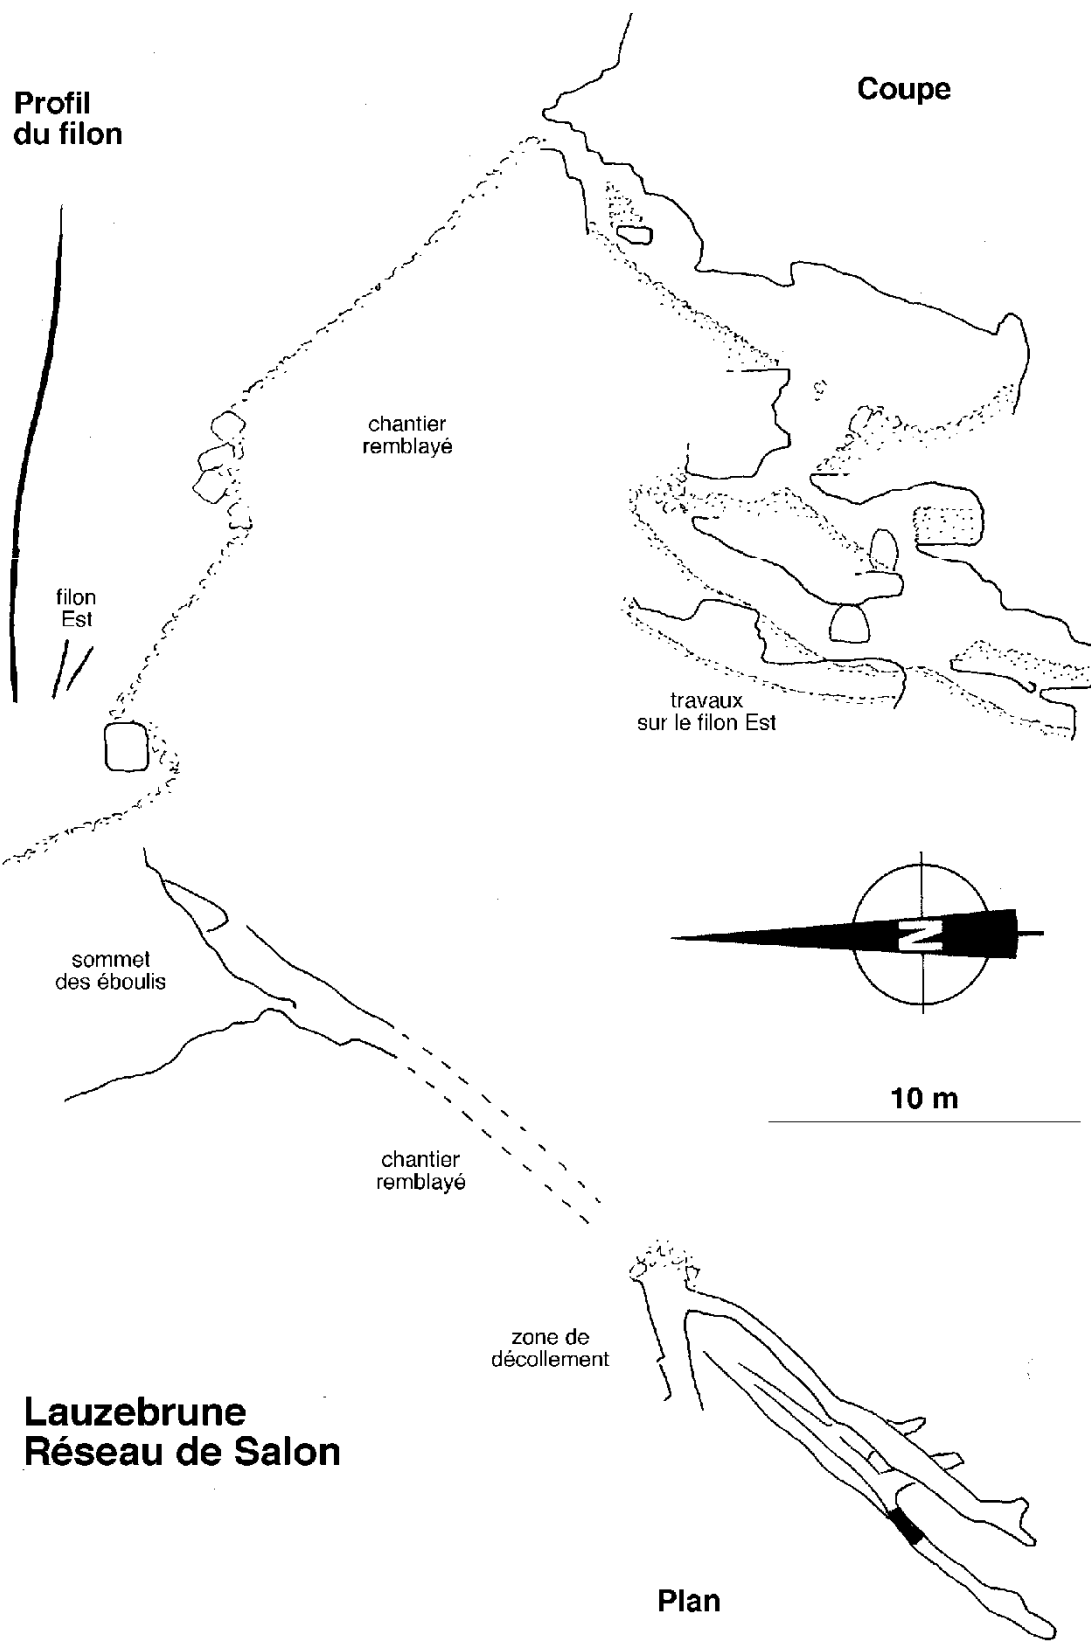 Profil
du filon
Coupe
chantier
remblayé
filon
Est
travaux
sur le filon Est
sommet
des éboulis
N
10 m
chantier
remblayé
zone de
décollement
Lauzebrune
Réseau de Salon
Plan